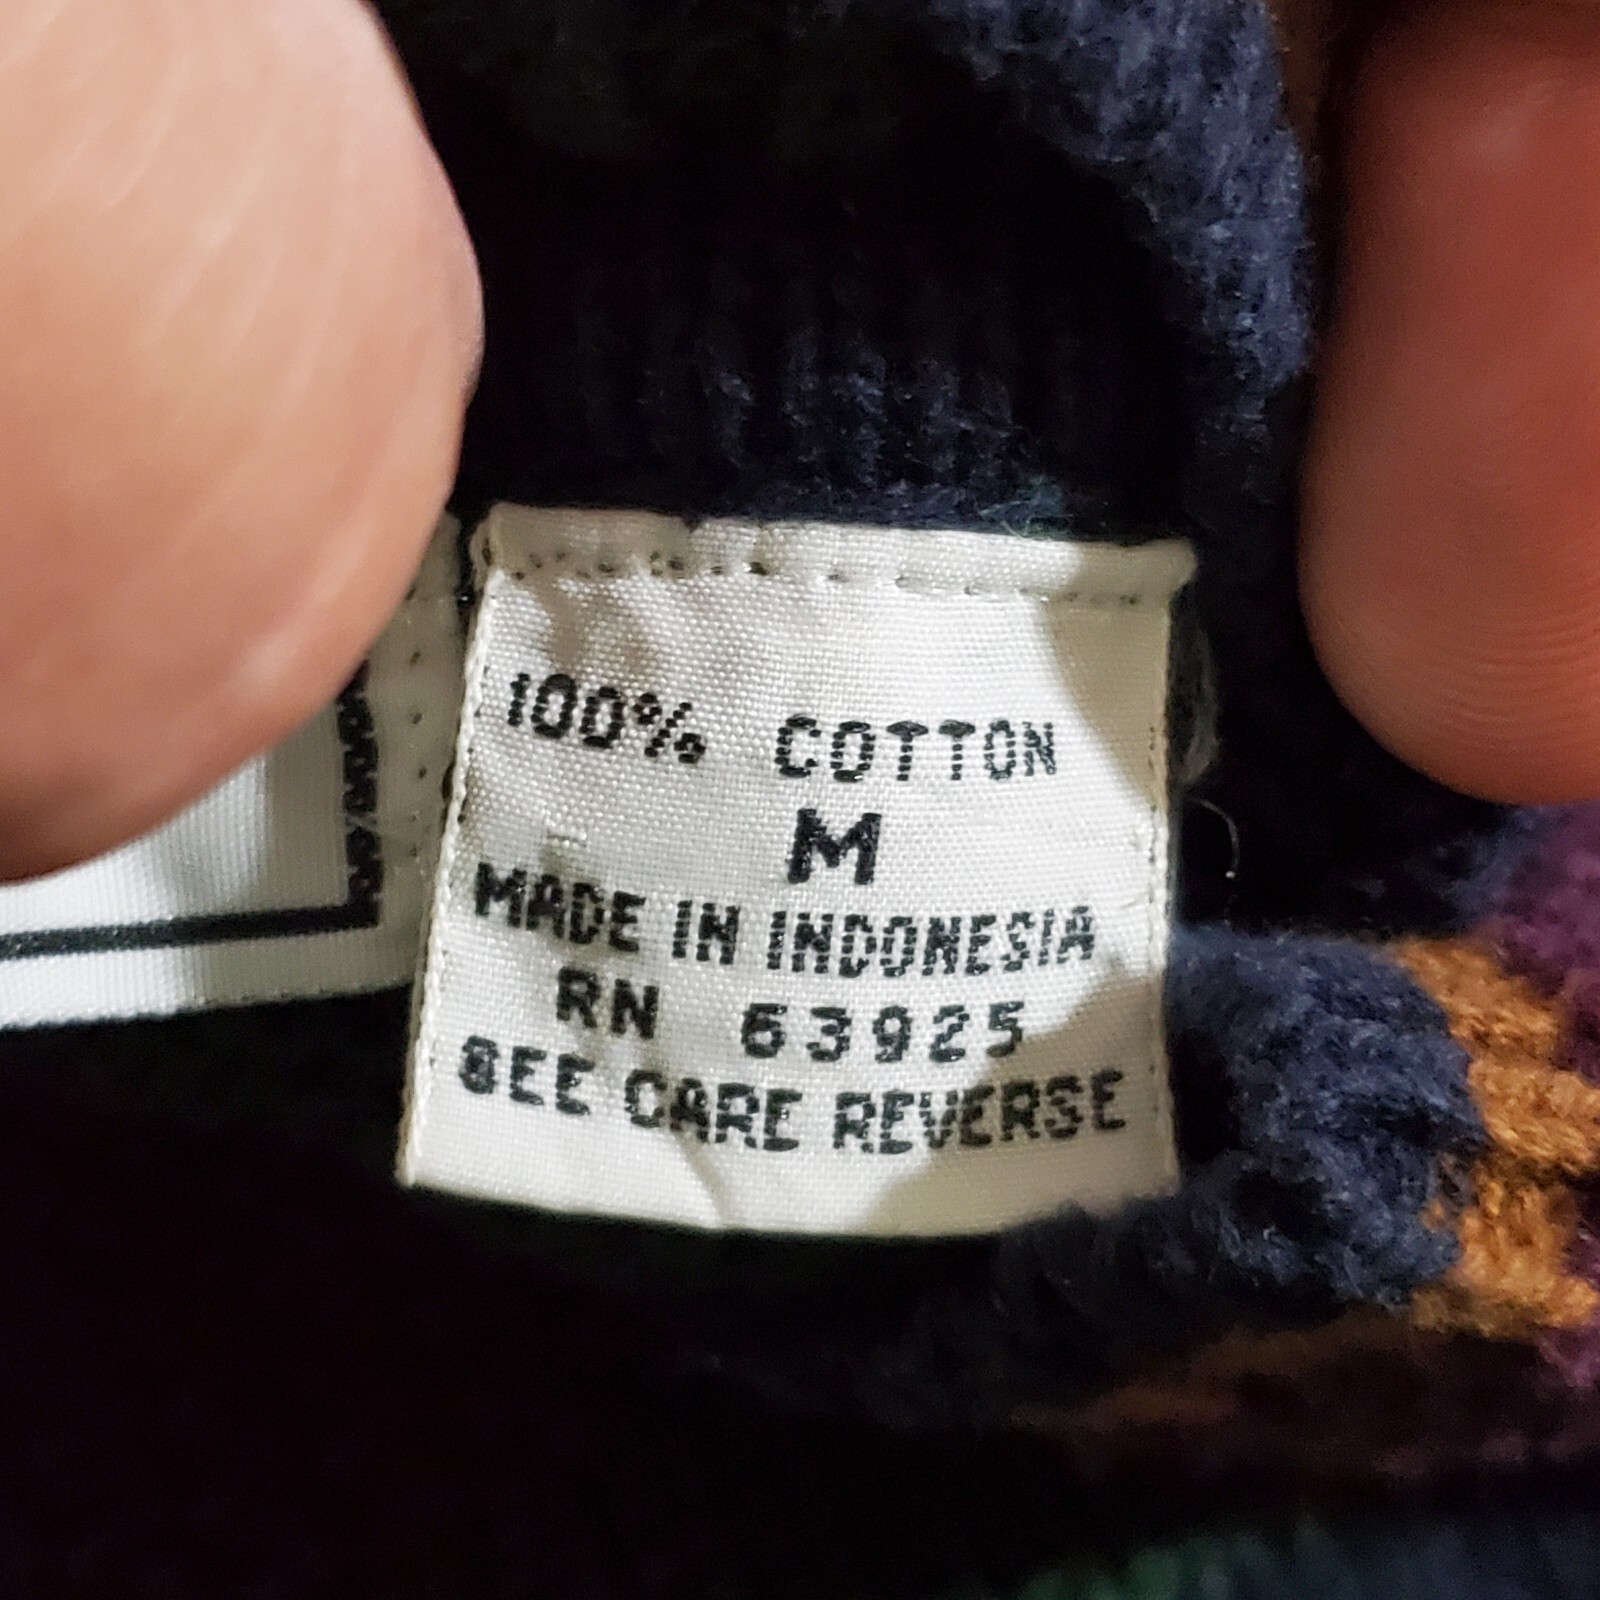 100% COTTON
M
MADE IN INDONESIA
RN 63925
SEE CARE REVERSE